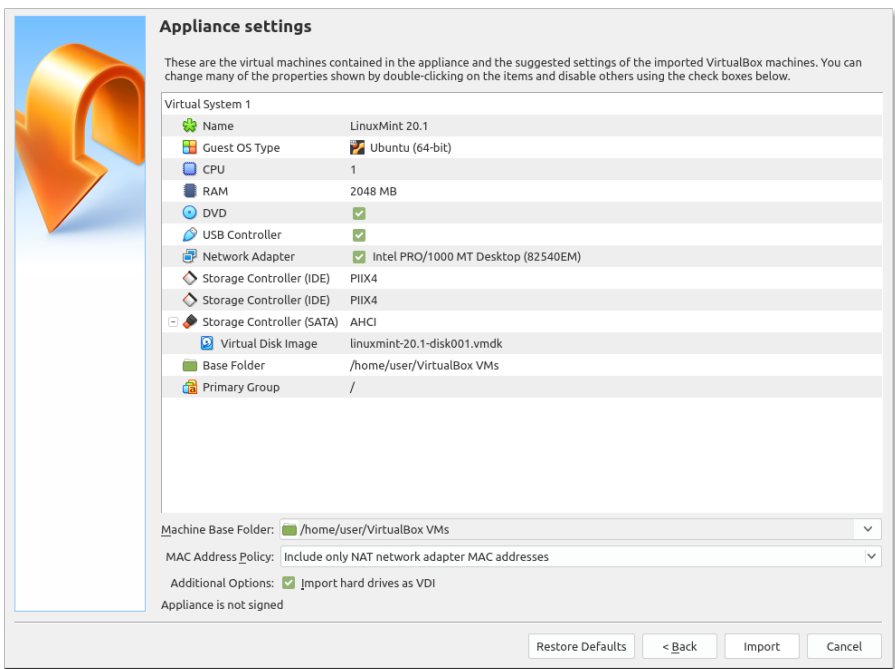 Appliance settings
These are the virtual machines contained in the appliance and the suggested settings of the imported VirtualBox machines. You can
change many of the properties shown by double-clicking on the items and disable others using the check boxes below.
Virtual System 1
Name LinuxMint 20.1
Guest OS Type Ubuntu (64-bit)
CPU 1
RAM 2048 MB
DVD
USB Controller
Network Adapter Intel PRO/1000 MT Desktop (82540EM)
Storage Controller (IDE) PIIX4
Storage Controller (IDE) PIIX4
Storage Controller (SATA) AHCI
Virtual Disk Image linuxmint-20.1-disk001.vmdk
Base Folder /home/user/VirtualBox VMs
Primary Group /
Machine Base Folder: /home/user/VirtualBox VMs
MAC Address Policy: Include only NAT network adapter MAC addresses
Additional Options: Import hard drives as VDI
Appliance is not signed
Restore Defaults < Back Import Cancel